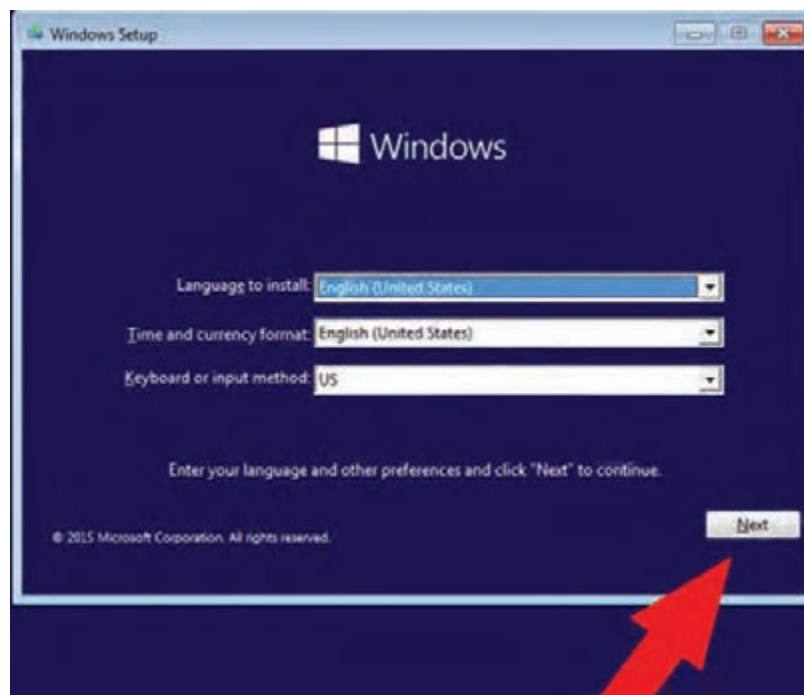 Windows Setup
Windows
Language to install: English (United States)
Time and currency format: English (United States)
Keyboard or input method: US
Enter your language and other preferences and click "Next" to continue.
Next
© 2015 Microsoft Corporation. All rights reserved.